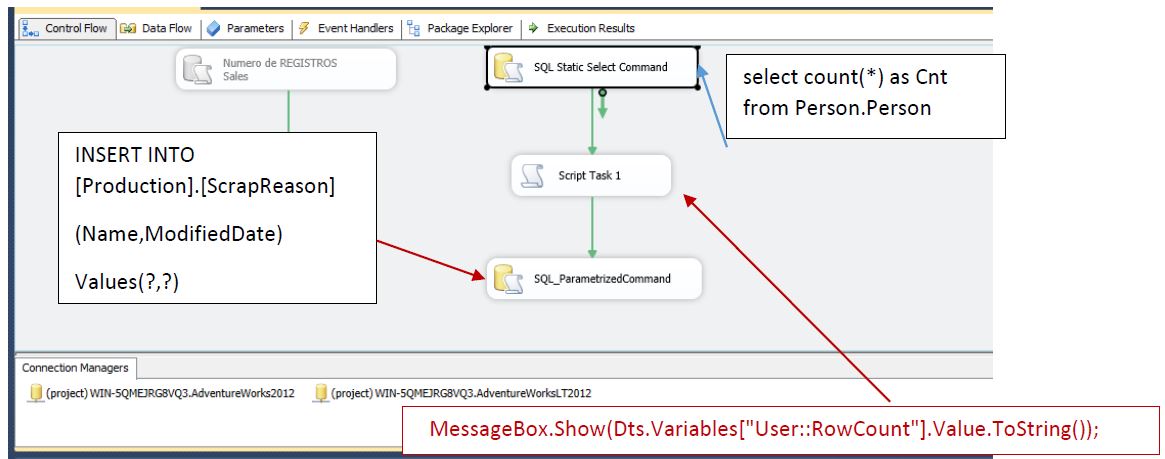 Control Flow
Data Flow
Parameters
Event Handlers
Package Explorer
Execution Results
Numero de REGISTROS
Sales
SQL Static Select Command
select count(*) as Cnt
from Person.Person
INSERT INTO
[Production].[ScrapReason]
(Name,ModifiedDate)
Values(?,?)
Script Task 1
SQL_ParametrizedCommand
Connection Managers
(project) WIN-5QMEJRG8VQ3.AdventureWorks2012
(project) WIN-5QMEJRG8VQ3.AdventureWorksLT2012
MessageBox.Show(Dts.Variables["User::RowCount"].Value.ToString());